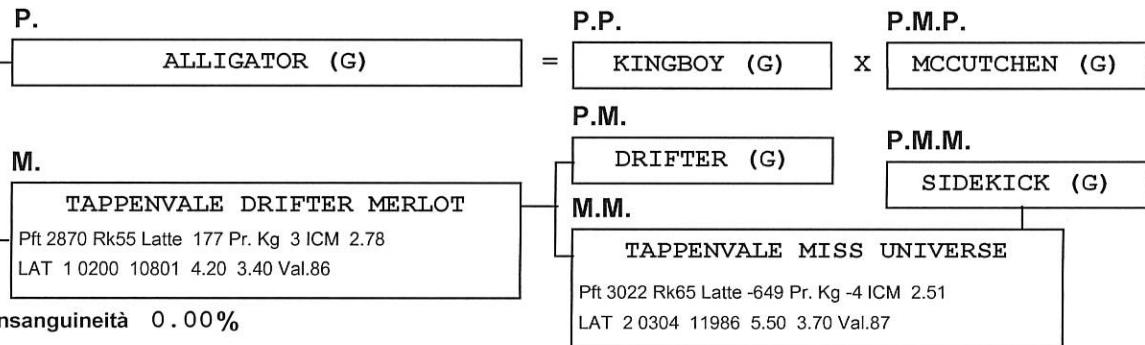 P.
ALLIGATOR (G)
=
P.P.
KINGBOY (G)
X
P.M.P.
MCCUTCHEN (G)
P.M.
DRIFTER (G)
P.M.M.
SIDEKICK (G)
M.
TAPPENVALE DRIFTER MERLOT
Pft 2870 Rk55 Latte 177 Pr. Kg 3 ICM 2.78
LAT 1 0200 10801 4.20 3.40 Val.86
M.M.
TAPPENVALE MISS UNIVERSE
Pft 3022 Rk65 Latte -649 Pr. Kg -4 ICM 2.51
LAT 2 0304 11986 5.50 3.70 Val.87
nsanguineità 0.00%